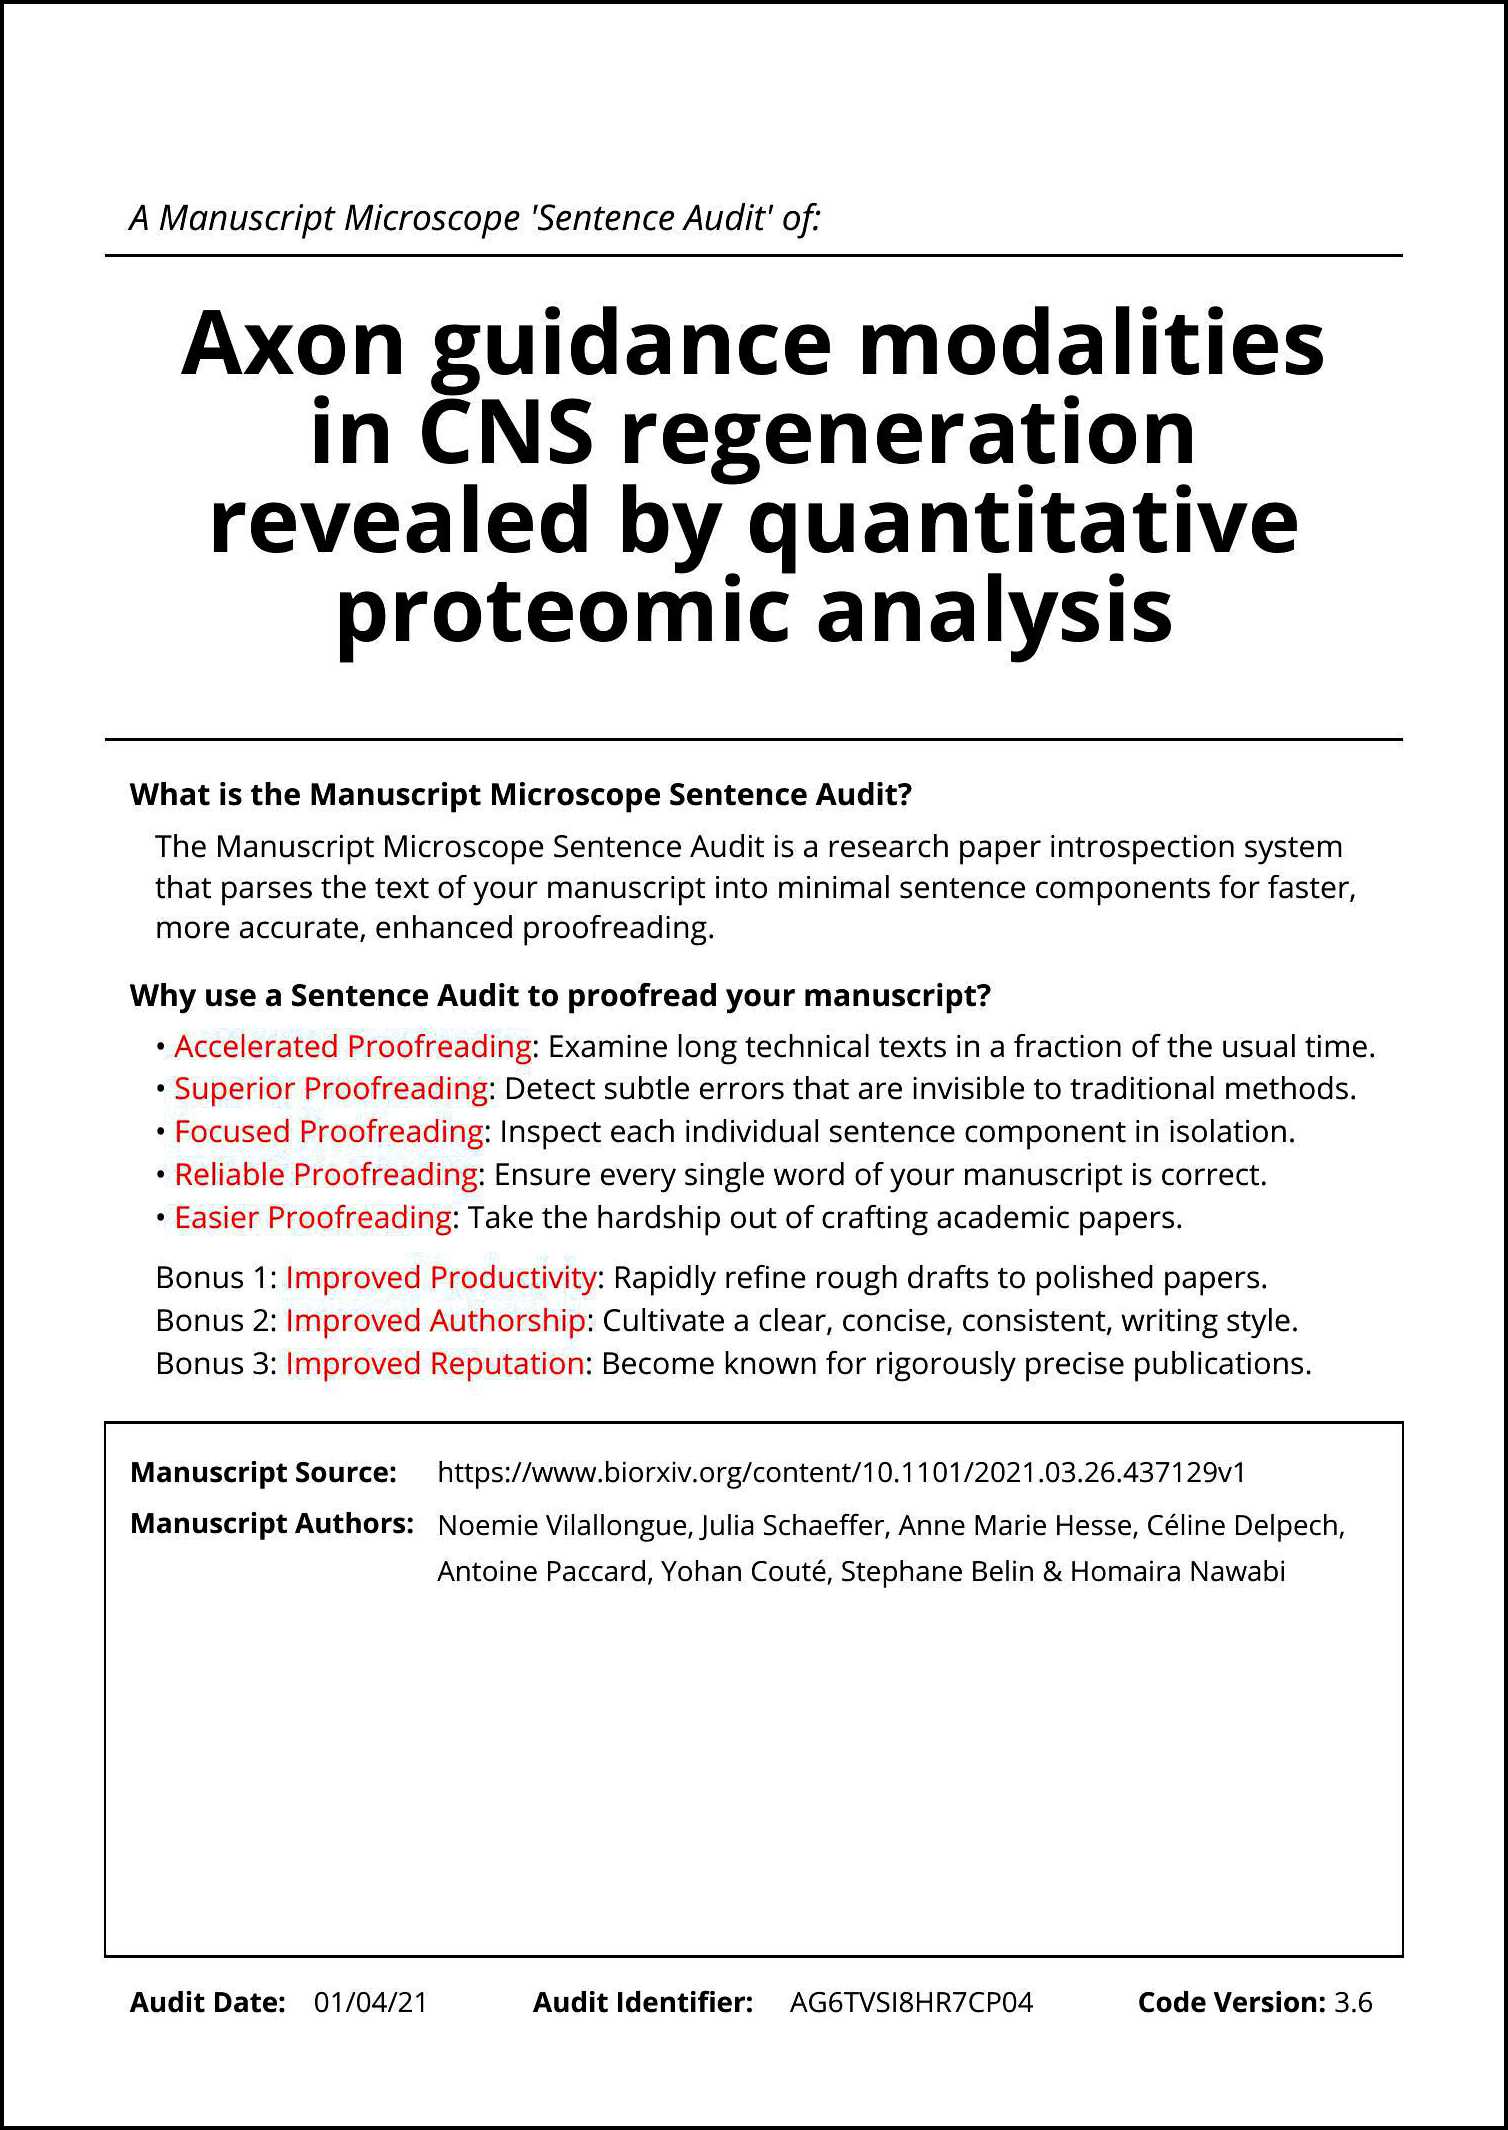 A Manuscript Microscope 'Sentence Audit' of:
Axon guidance modalities
in CNS regeneration
revealed by quantitative
proteomic analysis
What is the Manuscript Microscope Sentence Audit?
The Manuscript Microscope Sentence Audit is a research paper introspection system
that parses the text of your manuscript into minimal sentence components for faster,
more accurate, enhanced proofreading.
Why use a Sentence Audit to proofread your manuscript?
• Accelerated Proofreading: Examine long technical texts in a fraction of the usual time.
• Superior Proofreading: Detect subtle errors that are invisible to traditional methods.
• Focused Proofreading: Inspect each individual sentence component in isolation.
• Reliable Proofreading: Ensure every single word of your manuscript is correct.
• Easier Proofreading: Take the hardship out of crafting academic papers.
Bonus 1: Improved Productivity: Rapidly refine rough drafts to polished papers.
Bonus 2: Improved Authorship: Cultivate a clear, concise, consistent, writing style.
Bonus 3: Improved Reputation: Become known for rigorously precise publications.
Manuscript Source: https://www.biorxiv.org/content/10.1101/2021.03.26.437129v1
Manuscript Authors: Noemie Vilallongue, Julia Schaeffer, Anne Marie Hesse, Céline Delpech,
Antoine Paccard, Yohan Couté, Stephane Belin & Homaira Nawabi
Audit Date: 01/04/21 Audit Identifier: AG6TVSI8HR7CP04 Code Version: 3.6